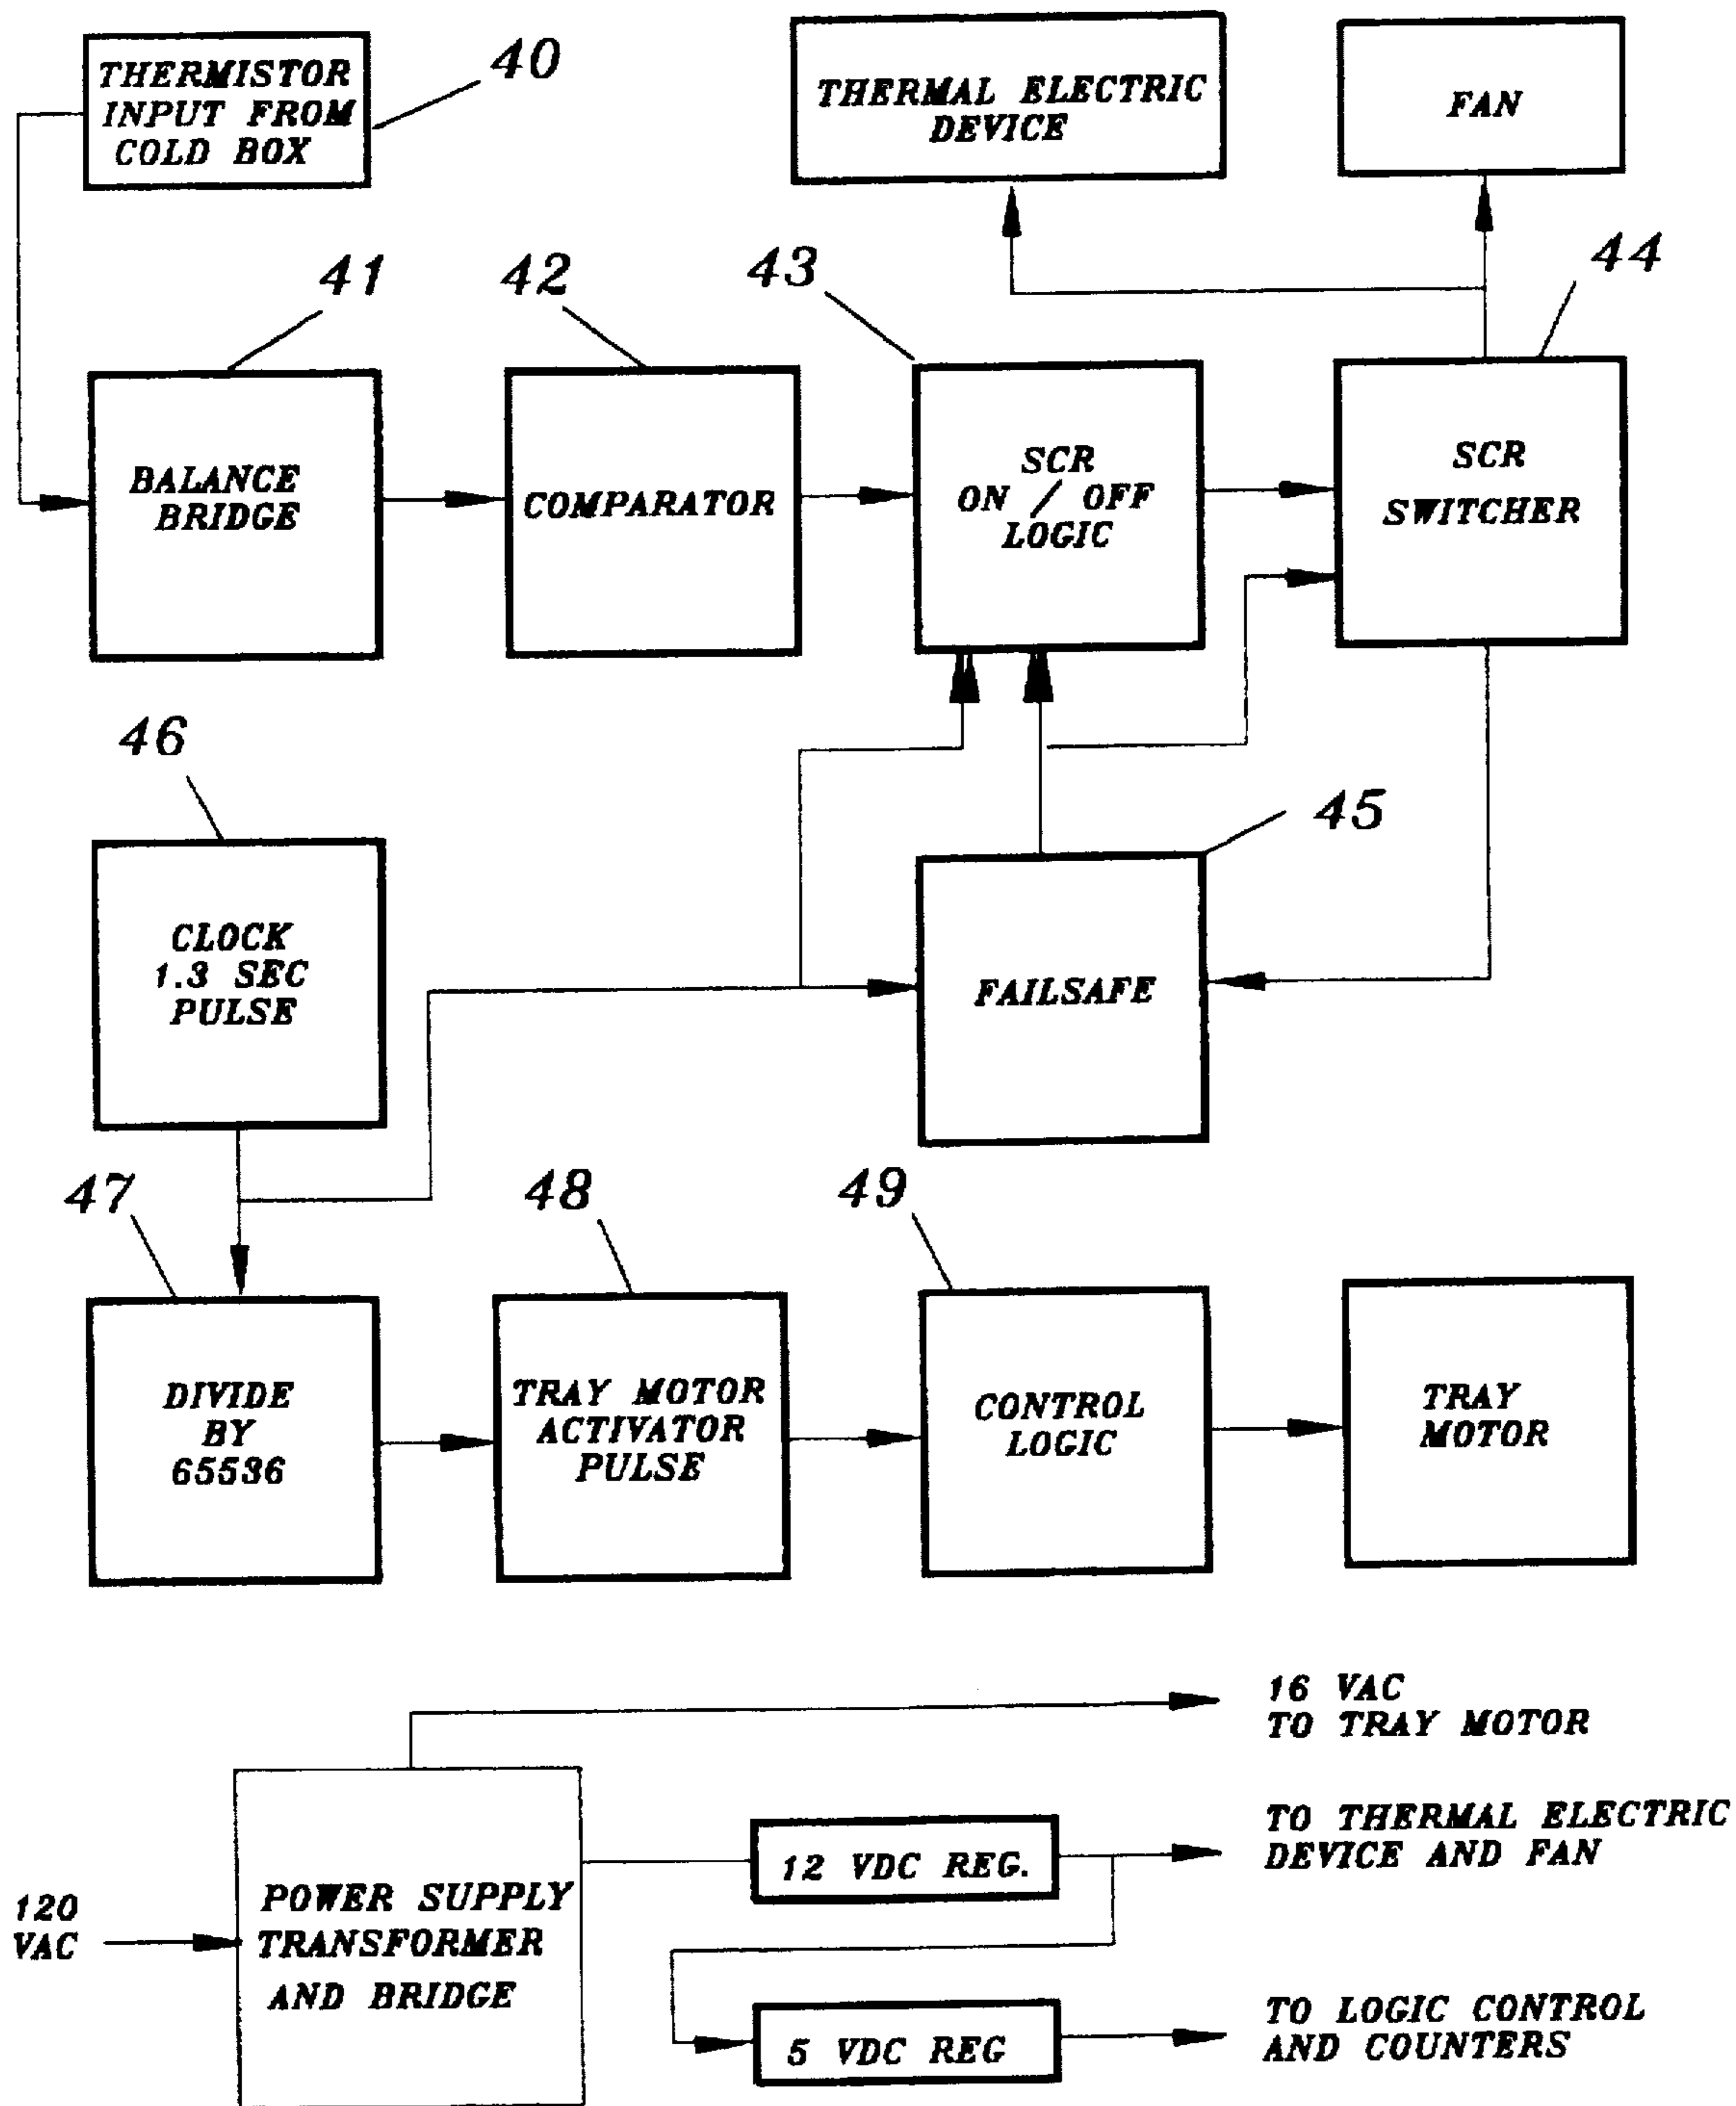 THERMISTOR
INPUT FROM
COLD BOX
40
THERMAL ELECTRIC
DEVICE
FAN
41
42
43
44
BALANCE
BRIDGE
COMPARATOR
SCR
ON / OFF
LOGIC
SCR
SWITCHER
46
45
CLOCK
1.3 SEC
PULSE
FAILSAFE
47
48
49
DIVIDE
BY
65536
TRAY MOTOR
ACTIVATOR
PULSE
CONTROL
LOGIC
TRAY
MOTOR
16 VAC
TO TRAY MOTOR
120
VAC
POWER SUPPLY
TRANSFORMER
AND BRIDGE
12 VDC REG.
TO THERMAL ELECTRIC
DEVICE AND FAN
5 VDC REG
TO LOGIC CONTROL
AND COUNTERS